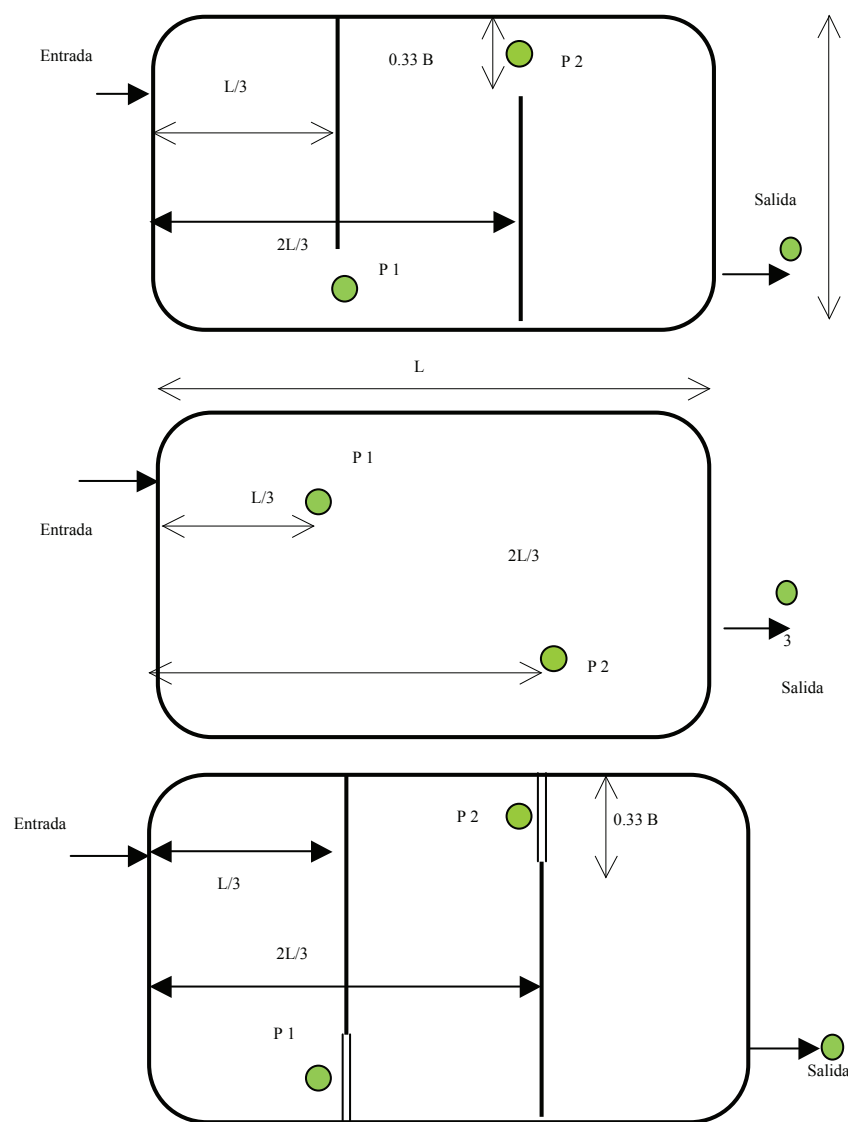 Entrada
0.33 B
P 2
L/3
Salida
2L/3
P 1
L
P 1
L/3
Entrada
2L/3
3
P 2
Salida
Entrada
P 2
0.33 B
L/3
2L/3
P 1
Salida